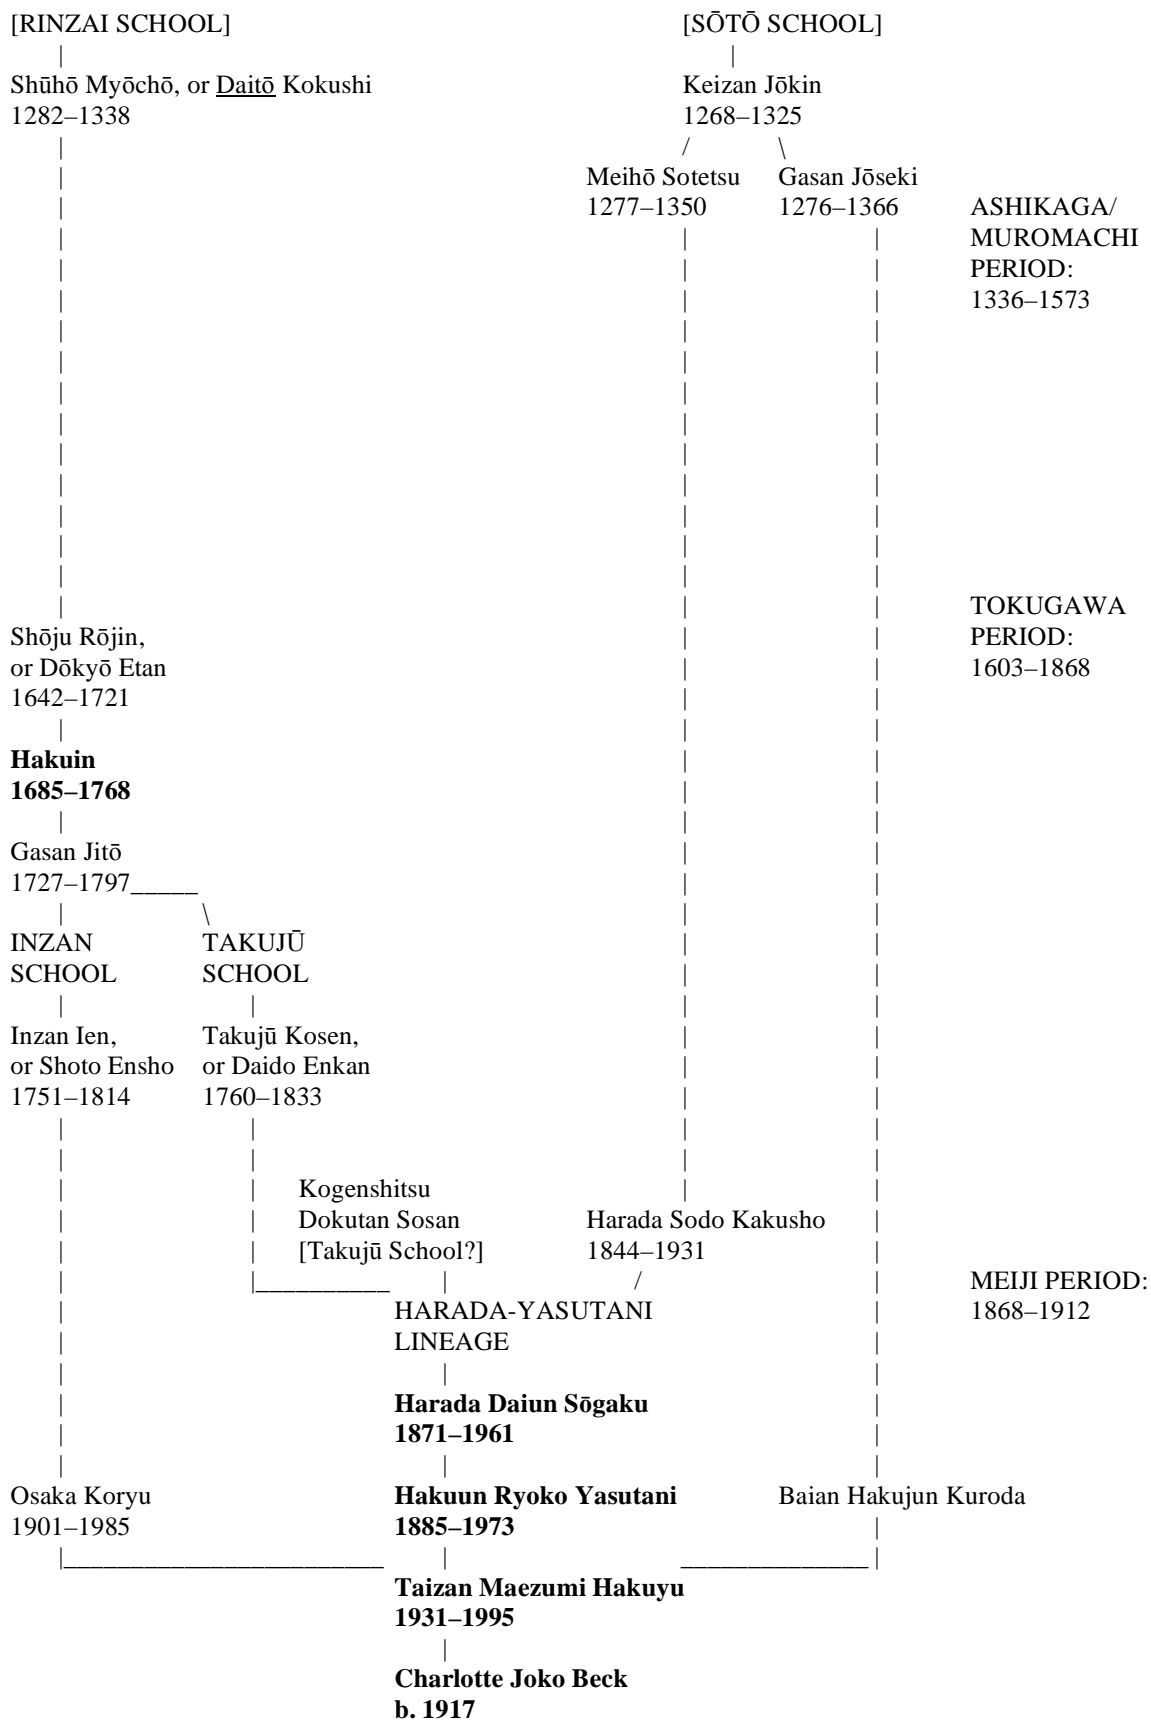 [RINZAI SCHOOL] [SŌTŌ SCHOOL]
Shūhō Myōchō, or Daitō Kokushi Keizan Jōkin
1282–1338 1268–1325
Meihō Sotetsu Gasan Jōseki
1277–1350 1276–1366 ASHIKAGA/
MUROMACHI
PERIOD:
1336–1573
TOKUGAWA
Shōju Rōjin, PERIOD:
or Dōkyō Etan 1603–1868
1642–1721
Hakuin
1685–1768
Gasan Jitō
1727–1797
INZAN TAKUJŪ
SCHOOL SCHOOL
Inzan Ien, Takujū Kosen,
or Shoto Ensho or Daido Enkan
1751–1814 1760–1833
Kogenshitsu
Dokutan Sosan Harada Sodo Kakusho
[Takujū School?] 1844–1931
MEIJI PERIOD:
HARADA-YASUTANI 1868–1912
LINEAGE
Harada Daiun Sōgaku
1871–1961
Osaka Koryu Hakuun Ryoko Yasutani Baian Hakujun Kuroda
1901–1985 1885–1973
Taizan Maezumi Hakuyu
1931–1995
Charlotte Joko Beck
b. 1917